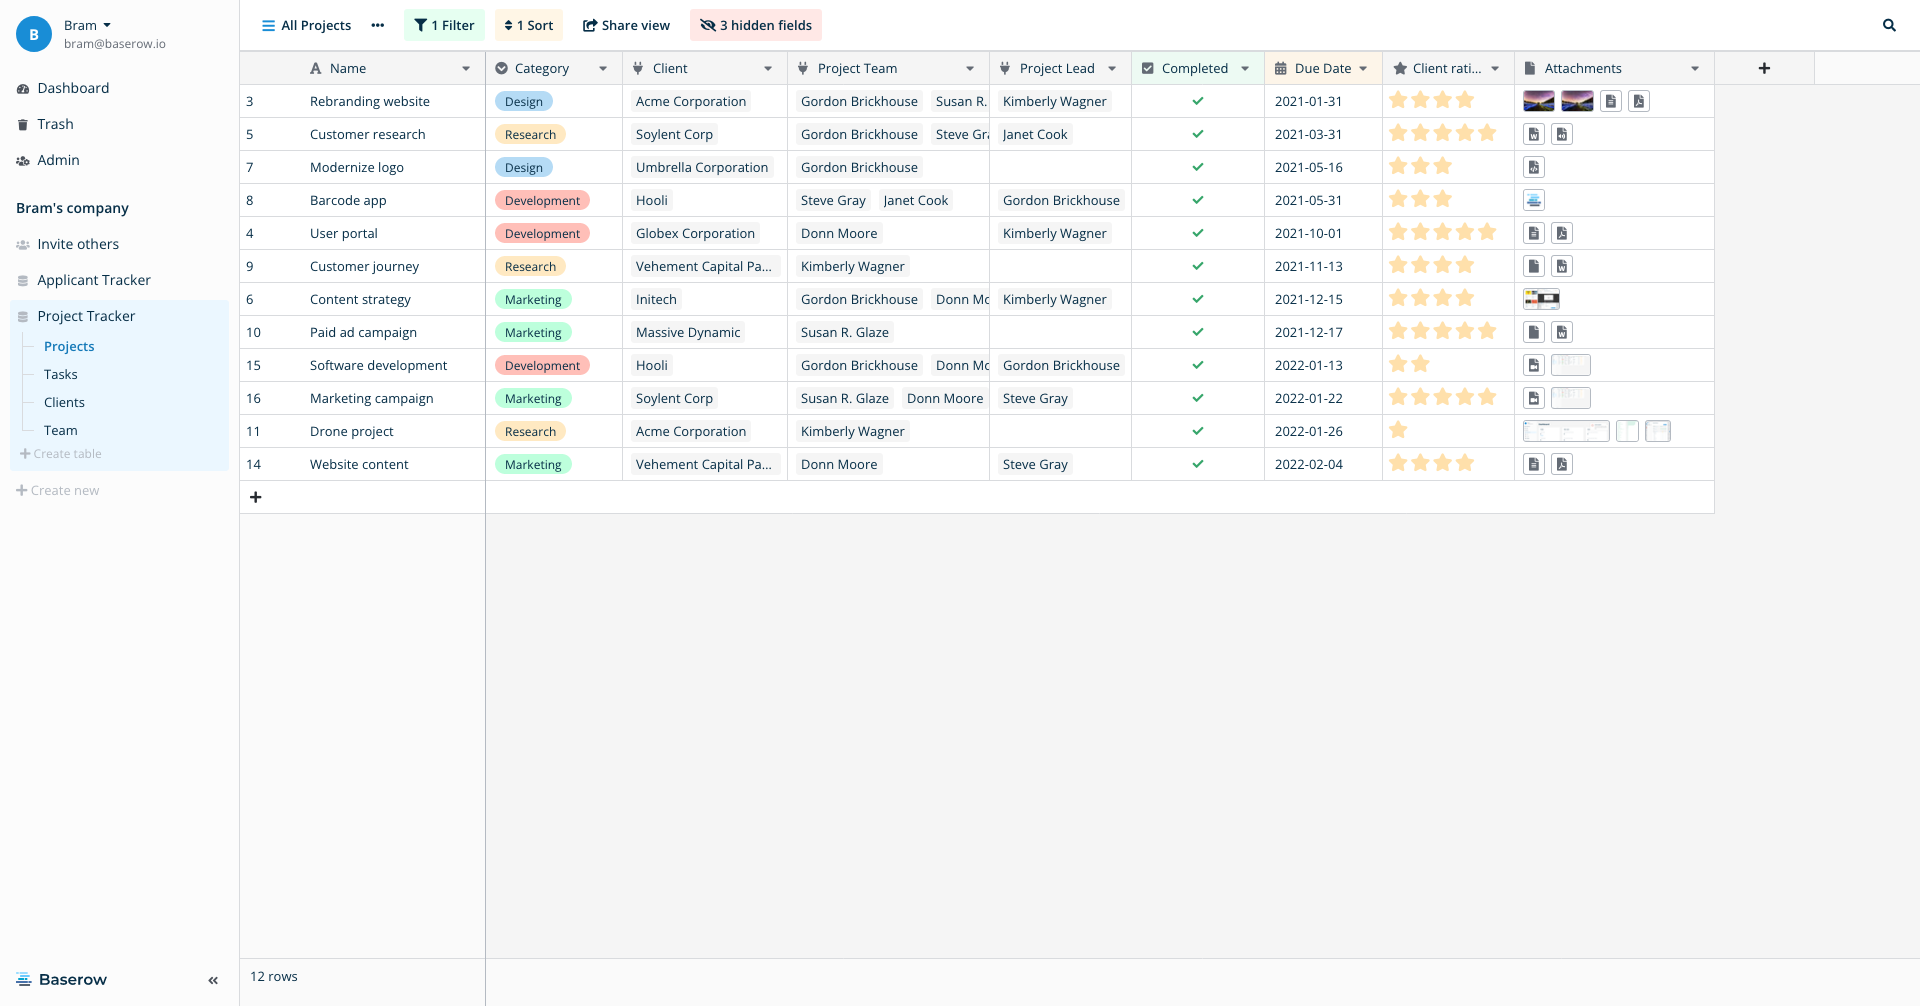 B
Bram
bram@baserow.io
Dashboard
Trash
Admin
Bram's company
Invite others
Applicant Tracker
Project Tracker
Projects
Tasks
Clients
Team
Create table
Create new
Baserow
All Projects 1 Filter 1 Sort Share view 3 hidden fields
Name Category Client Project Team Project Lead Completed Due Date Client rati... Attachments
3 Rebranding website Design Acme Corporation Gordon Brickhouse Susan R. Kimberly Wagner 2021-01-31
5 Customer research Research Soylent Corp Gordon Brickhouse Steve Gra Janet Cook 2021-03-31
7 Modernize logo Design Umbrella Corporation Gordon Brickhouse 2021-05-16
8 Barcode app Development Hooli Steve Gray Janet Cook Gordon Brickhouse 2021-05-31
4 User portal Development Globex Corporation Donn Moore Kimberly Wagner 2021-10-01
9 Customer journey Research Vehement Capital Pa... Kimberly Wagner 2021-11-13
6 Content strategy Marketing Initech Gordon Brickhouse Donn Mo Kimberly Wagner 2021-12-15
10 Paid ad campaign Marketing Massive Dynamic Susan R. Glaze 2021-12-17
15 Software development Development Hooli Gordon Brickhouse Donn Mo Gordon Brickhouse 2022-01-13
16 Marketing campaign Marketing Soylent Corp Susan R. Glaze Donn Moore Steve Gray 2022-01-22
11 Drone project Research Acme Corporation Kimberly Wagner 2022-01-26
14 Website content Marketing Vehement Capital Pa... Donn Moore Steve Gray 2022-02-04
12 rows